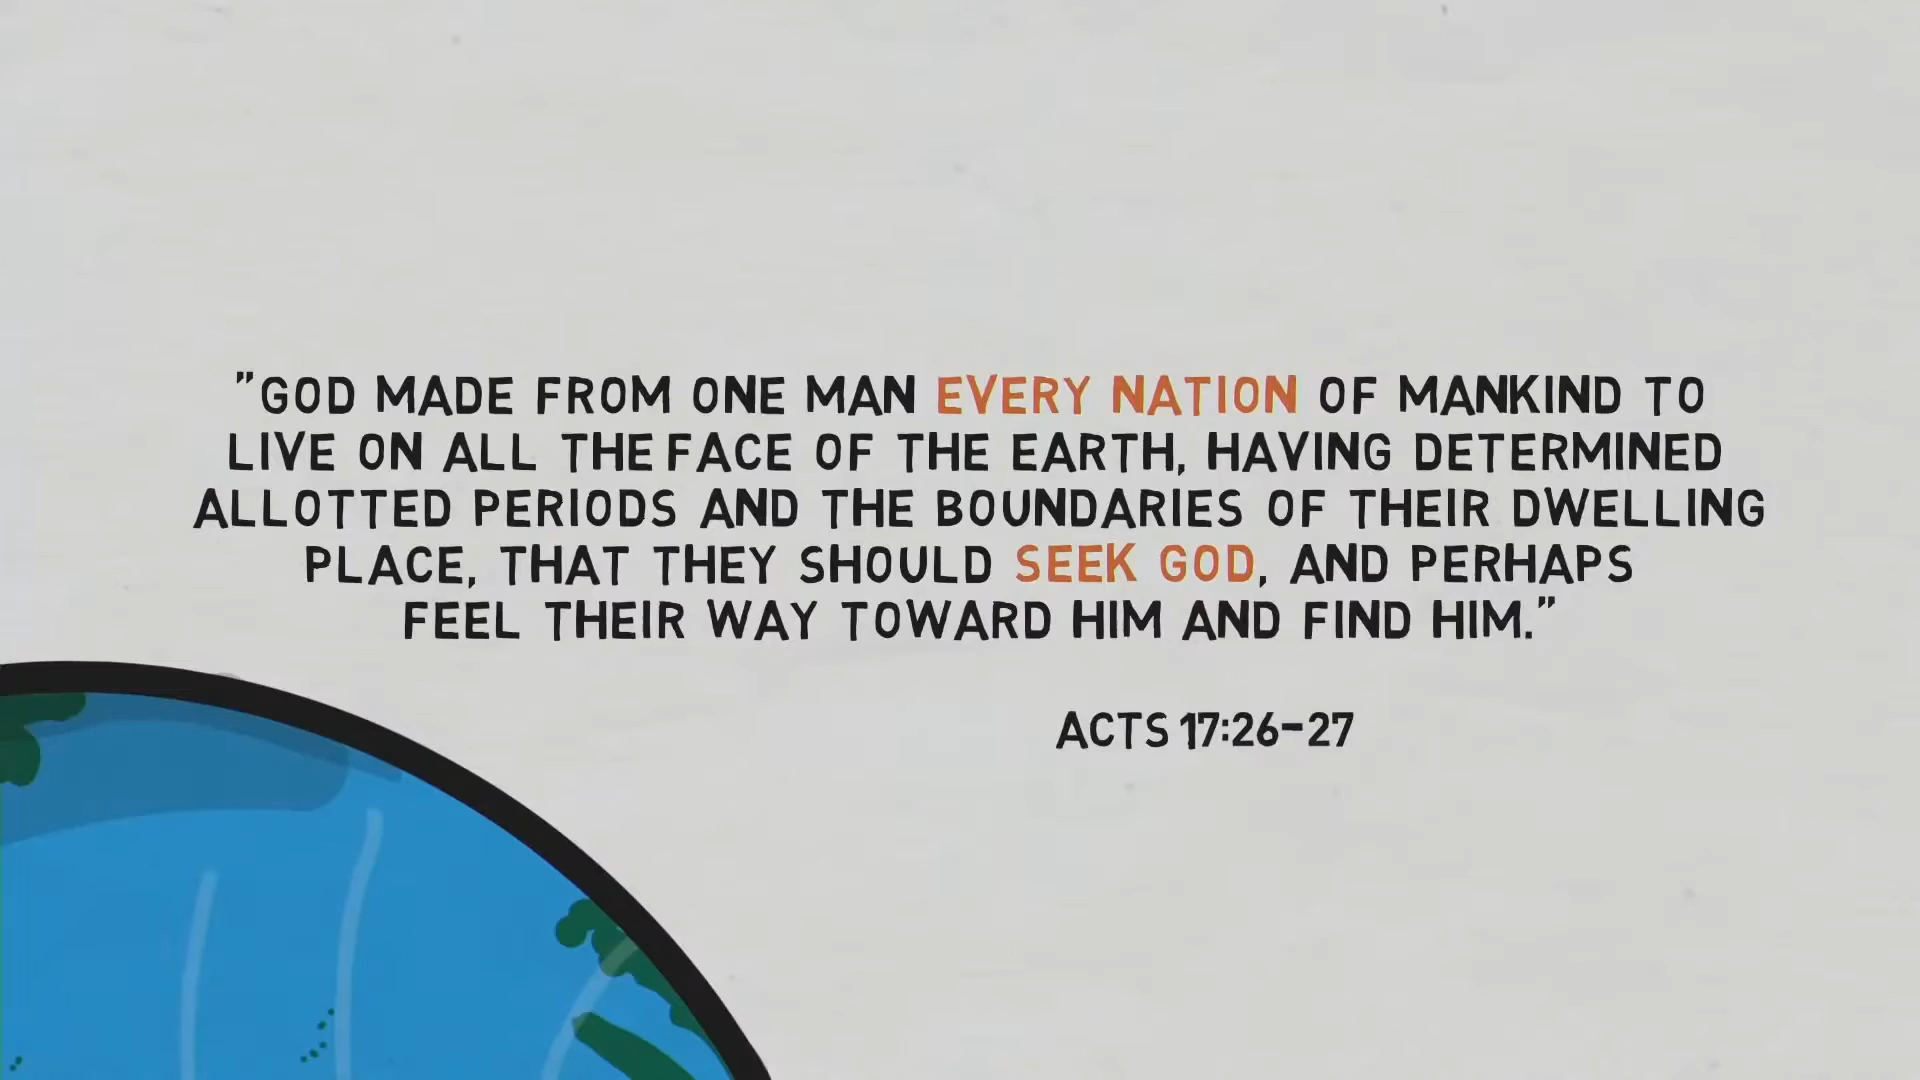 "GOD MADE FROM ONE MAN EVERY NATION OF MANKIND TO
LIVE ON ALL THE FACE OF THE EARTH, HAVING DETERMINED
ALLOTTED PERIODS AND THE BOUNDARIES OF THEIR DWELLING
PLACE, THAT THEY SHOULD SEEK GOD, AND PERHAPS
FEEL THEIR WAY TOWARD HIM AND FIND HIM."
ACTS 17:26-27